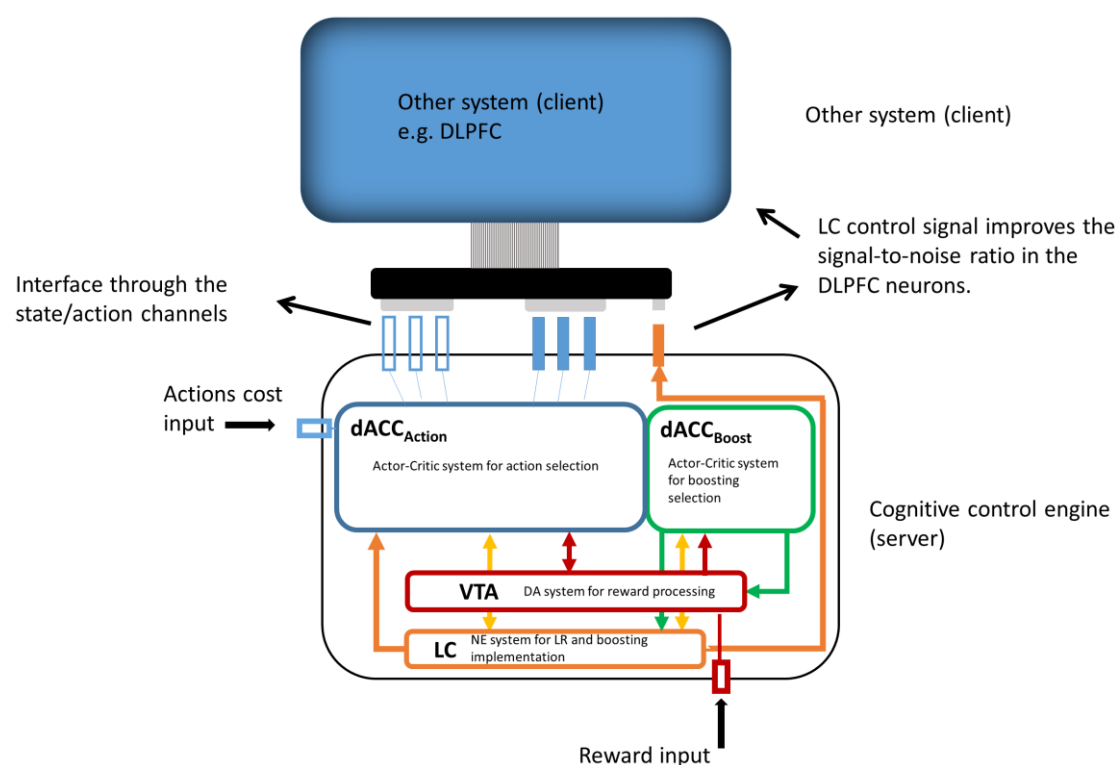 Other system (client)
e.g. DLPFC
Other system (client)
LC control signal improves the
signal-to-noise ratio in the
DLPFC neurons.
Interface through the
state/action channels
Actions cost
input
dACCAction
Actor-Critic system for action selection
dACCBoost
Actor-Critic system
for boosting
selection
Cognitive control engine
(server)
VTA DA system for reward processing
LC NE system for LR and boosting
implementation
Reward input